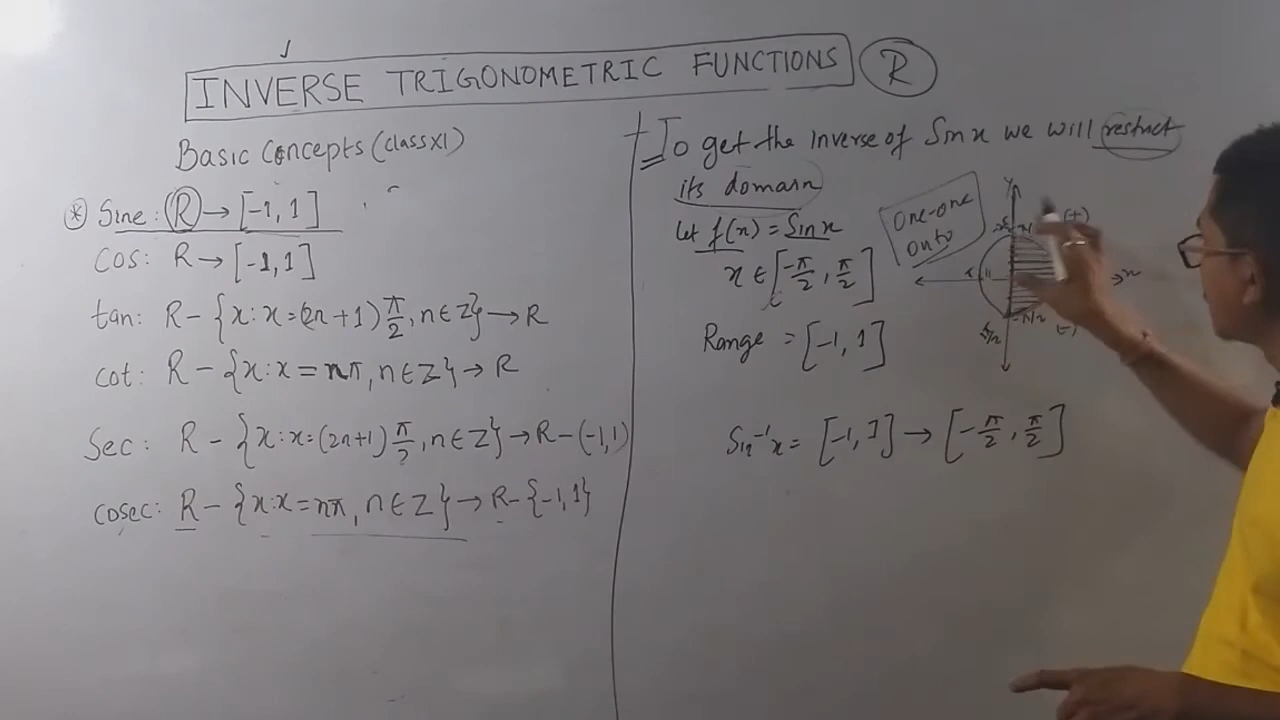 INVERSE TRIGONOMETRIC FUNCTIONS R
Basic Concepts (class XI)
* Sine: R → [-1, 1]
Cos: R → [-1, 1]
tan: R - {x: x = (2n + 1) π/2, n ∈ Z} → R
cot: R - {x: x = nπ, n ∈ Z} → R
Sec: R - {x: x = (2n+1) π/2, n ∈ Z} → R - (-1, 1)
cosec: R - {x: x = nπ, n ∈ Z} → R - {-1, 1}
To get the inverse of Sin x we will restrict
its domain
let f(x) = Sin x
x ∈ [-π/2, π/2]
Range = [-1, 1]
Sin⁻¹x = [-1, 1] → [-π/2, π/2]
one-one
onto
Y
(+)
x
(-)